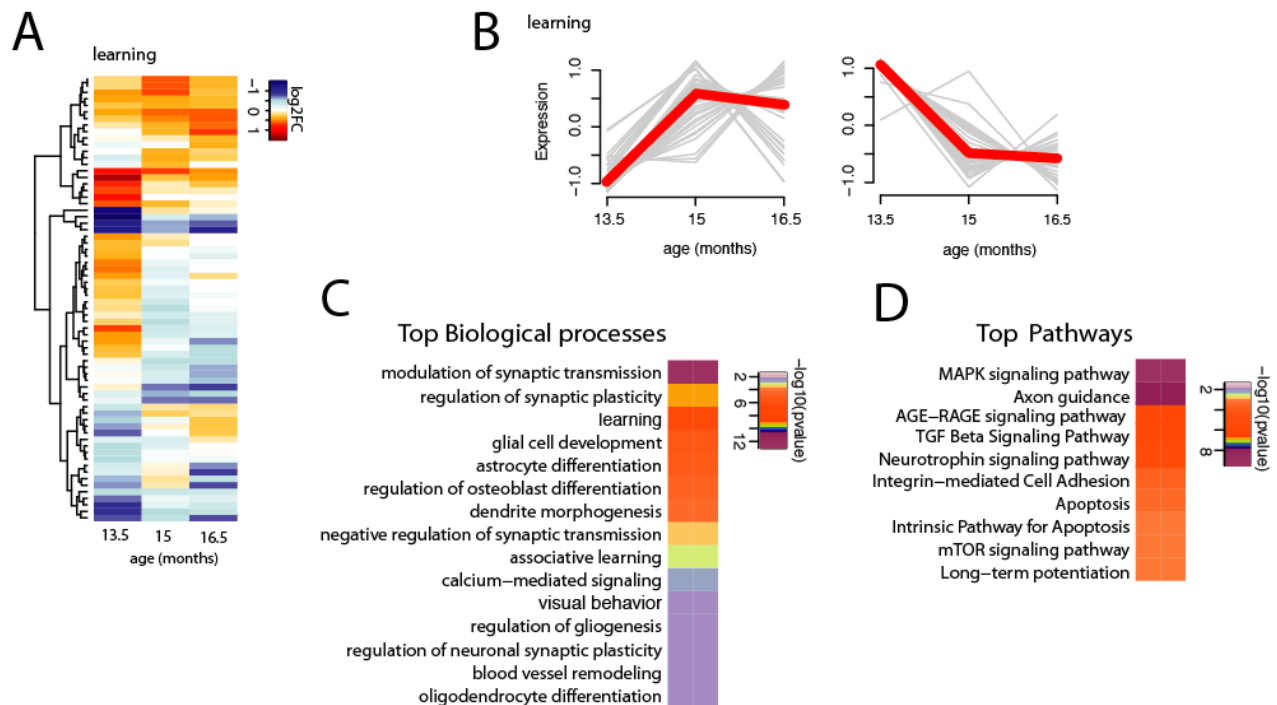 A
learning
−1 0 1
log2FC
13.5 15 16.5
age (months)
B
learning
Expression
1.0
0.0
−1.0
13.5 15 16.5
age (months)
1.0
0.0
−1.0
13.5 15 16.5
age (months)
C
Top Biological processes
modulation of synaptic transmission
regulation of synaptic plasticity
learning
glial cell development
astrocyte differentiation
regulation of osteoblast differentiation
dendrite morphogenesis
negative regulation of synaptic transmission
associative learning
calcium−mediated signaling
visual behavior
regulation of gliogenesis
regulation of neuronal synaptic plasticity
blood vessel remodeling
oligodendrocyte differentiation
2
6
12
−log10(pvalue)
D
Top Pathways
MAPK signaling pathway
Axon guidance
AGE−RAGE signaling pathway
TGF Beta Signaling Pathway
Neurotrophin signaling pathway
Integrin−mediated Cell Adhesion
Apoptosis
Intrinsic Pathway for Apoptosis
mTOR signaling pathway
Long−term potentiation
2
8
−log10(pvalue)